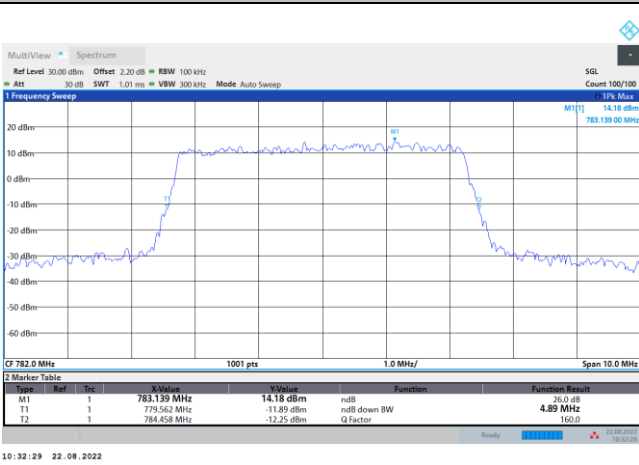 MultiView Spectrum
Ref Level 30.00 dBm Offset 2.20 dB RBW 100 kHz SGL
Att 30 dB SWT 1.01 ms VBW 300 kHz Mode Auto Sweep Count 100/100
1 Frequency Sweep 1Pk Max
M1[1] 14.18 dBm
783.139 00 MHz
20 dBm
M1
10 dBm
0 dBm
T1
T2
-10 dBm
-20 dBm
-30 dBm
-40 dBm
-50 dBm
-60 dBm
CF 782.0 MHz 1001 pts 1.0 MHz/ Span 10.0 MHz
2 Marker Table
Type Ref Trc X-Value Y-Value Function Function Result
M1 1 783.139 MHz 14.18 dBm ndB 26.0 dB
T1 1 779.562 MHz -11.89 dBm ndB down BW 4.89 MHz
T2 1 784.458 MHz -12.25 dBm Q Factor 160.0
Ready 22.08.2022
10:32:28
10:32:29 22.08.2022